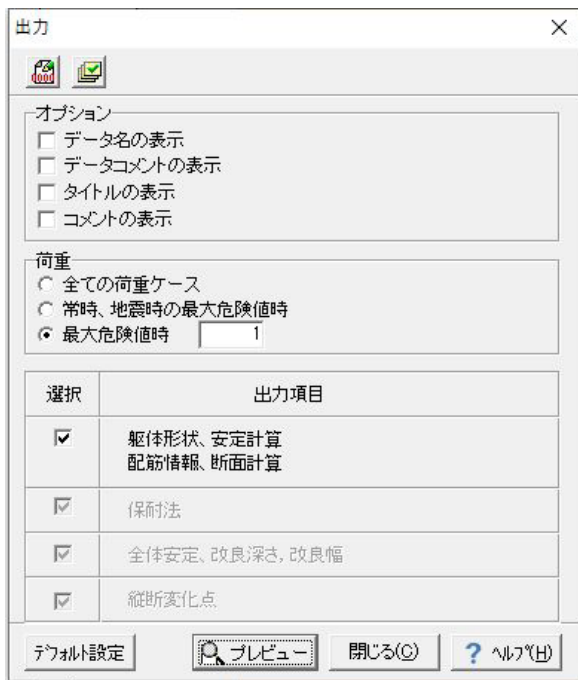 出力
オプション
データ名の表示
データコメントの表示
タイトルの表示
コメントの表示
荷重
全ての荷重ケース
常時、地震時の最大危険値時
最大危険値時 1
選択 出力項目
躯体形状、安定計算
配筋情報、断面計算
保耐法
全体安定、改良深さ,改良幅
縦断変化点
デフォルト設定 プレビュー 閉じる(C) ? ヘルプ(H)